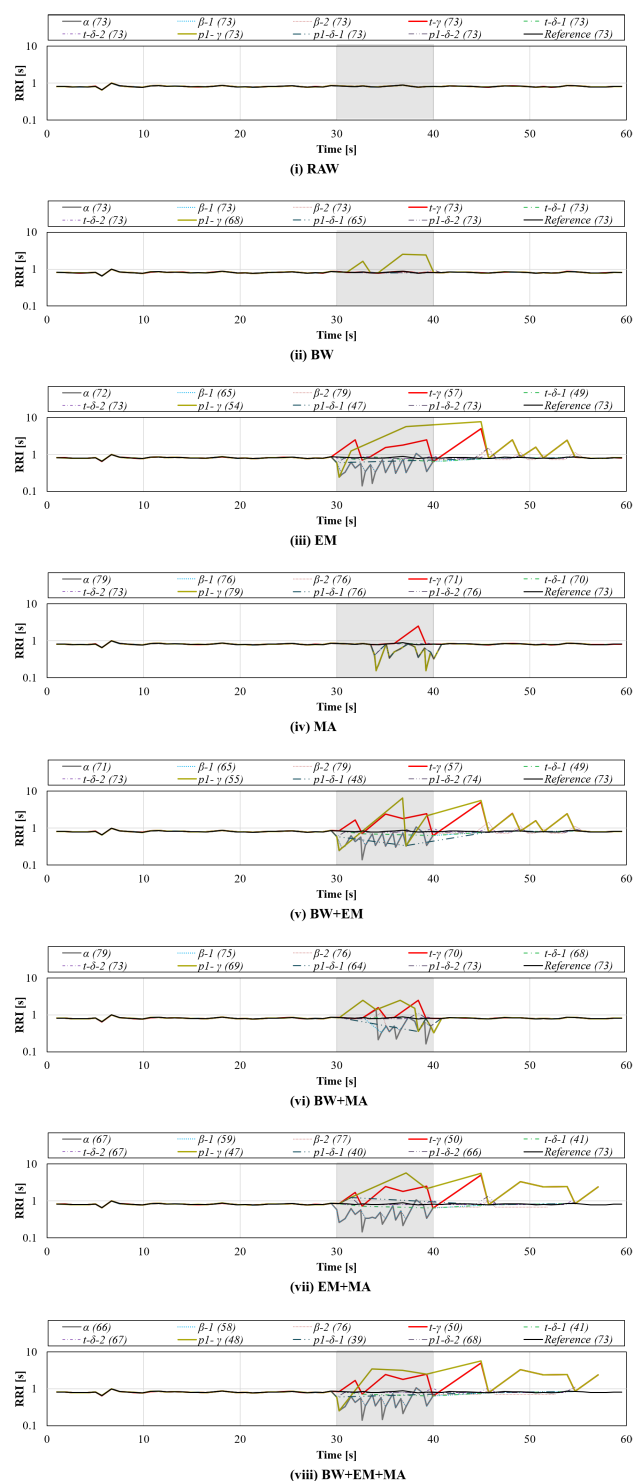 α (73) β-1 (73) β-2 (73) t-γ (73) t-δ-1 (73)
t-δ-2 (73) p1- γ (73) p1-δ-1 (73) p1-δ-2 (73) Reference (73)
RRI [s]
10
1
0.1
0 10 20 30 40 50 60
Time [s]
(i) RAW
α (73) β-1 (73) β-2 (73) t-γ (73) t-δ-1 (73)
t-δ-2 (73) p1- γ (68) p1-δ-1 (65) p1-δ-2 (73) Reference (73)
RRI [s]
10
1
0.1
0 10 20 30 40 50 60
Time [s]
(ii) BW
α (72) β-1 (65) β-2 (79) t-γ (57) t-δ-1 (49)
t-δ-2 (73) p1- γ (54) p1-δ-1 (47) p1-δ-2 (73) Reference (73)
RRI [s]
10
1
0.1
0 10 20 30 40 50 60
Time [s]
(iii) EM
α (79) β-1 (76) β-2 (76) t-γ (71) t-δ-1 (70)
t-δ-2 (73) p1- γ (79) p1-δ-1 (76) p1-δ-2 (76) Reference (73)
RRI [s]
10
1
0.1
0 10 20 30 40 50 60
Time [s]
(iv) MA
α (71) β-1 (65) β-2 (79) t-γ (57) t-δ-1 (49)
t-δ-2 (73) p1- γ (55) p1-δ-1 (48) p1-δ-2 (74) Reference (73)
RRI [s]
10
1
0.1
0 10 20 30 40 50 60
Time [s]
(v) BW+EM
α (79) β-1 (75) β-2 (76) t-γ (70) t-δ-1 (68)
t-δ-2 (73) p1- γ (69) p1-δ-1 (64) p1-δ-2 (73) Reference (73)
RRI [s]
10
1
0.1
0 10 20 30 40 50 60
Time [s]
(vi) BW+MA
α (67) β-1 (59) β-2 (77) t-γ (50) t-δ-1 (41)
t-δ-2 (67) p1- γ (47) p1-δ-1 (40) p1-δ-2 (66) Reference (73)
RRI [s]
10
1
0.1
0 10 20 30 40 50 60
Time [s]
(vii) EM+MA
α (66) β-1 (58) β-2 (76) t-γ (50) t-δ-1 (41)
t-δ-2 (67) p1- γ (48) p1-δ-1 (39) p1-δ-2 (68) Reference (73)
RRI [s]
10
1
0.1
0 10 20 30 40 50 60
Time [s]
(viii) BW+EM+MA